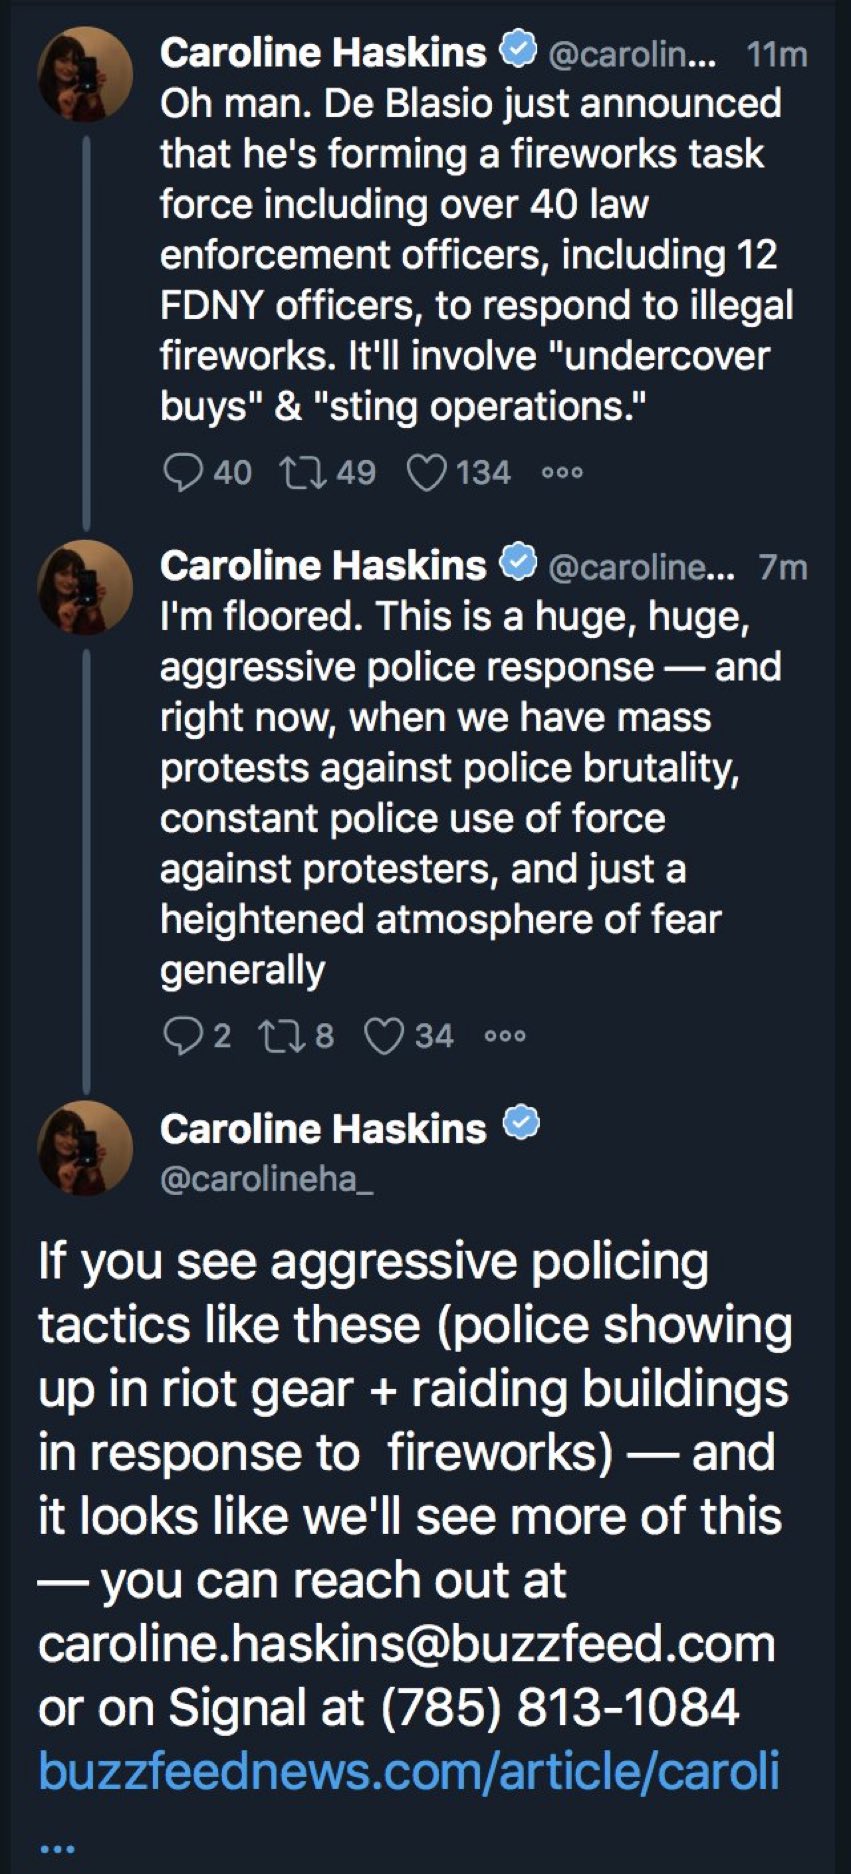 Caroline Haskins @carolin... 11m
Oh man. De Blasio just announced
that he's forming a fireworks task
force including over 40 law
enforcement officers, including 12
FDNY officers, to respond to illegal
fireworks. It'll involve "undercover
buys" & "sting operations."
40 49 134
Caroline Haskins @caroline... 7m
I'm floored. This is a huge, huge,
aggressive police response — and
right now, when we have mass
protests against police brutality,
constant police use of force
against protesters, and just a
heightened atmosphere of fear
generally
2 8 34
Caroline Haskins
@carolineha_
If you see aggressive policing
tactics like these (police showing
up in riot gear + raiding buildings
in response to  fireworks) — and
it looks like we'll see more of this
— you can reach out at
caroline.haskins@buzzfeed.com
or on Signal at (785) 813-1084
buzzfeednews.com/article/caroli
...